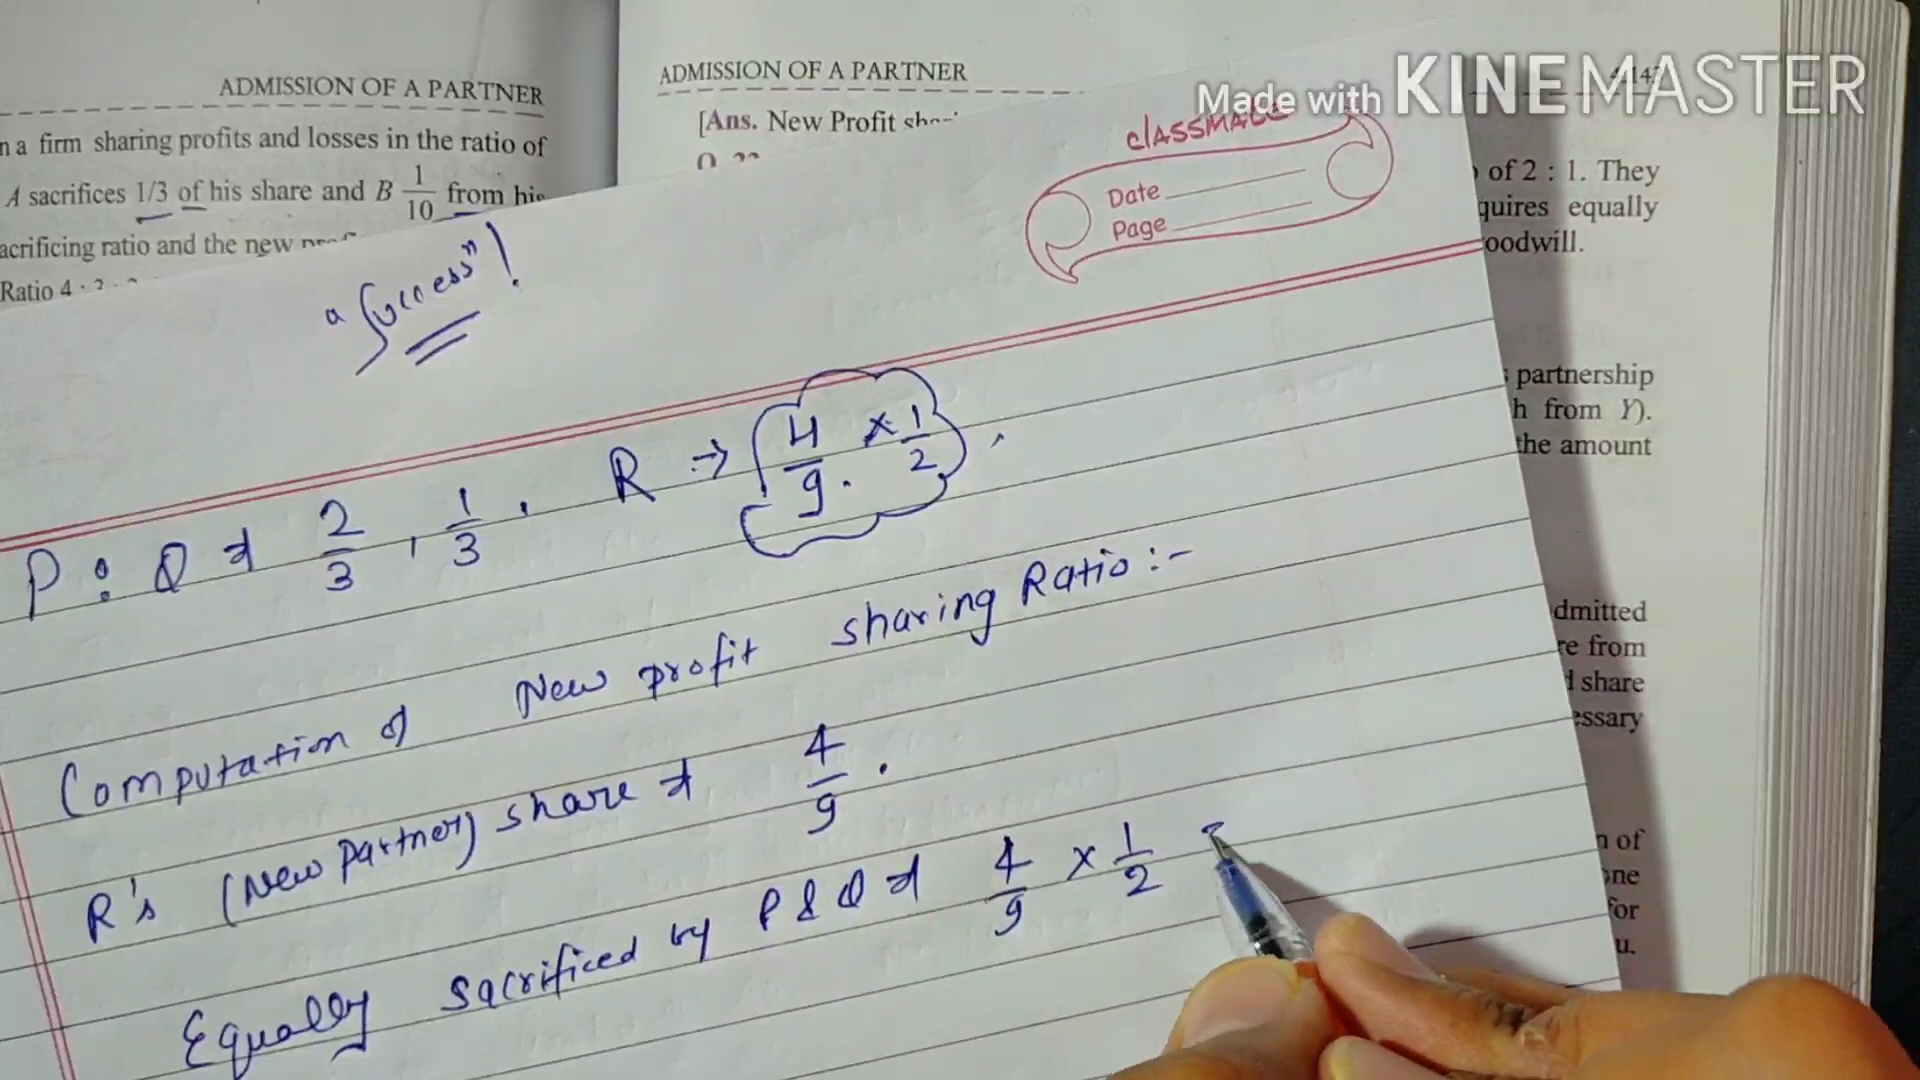 Made with KINEMASTER
ADMISSION OF A PARTNER
n a firm sharing profits and losses in the ratio of
A sacrifices 1/3 of his share and B 1/10 from his
acrificing ratio and the new
Ratio 4 :
ADMISSION OF A PARTNER
[Ans. New Profit
of 2 : 1. They
quires equally
oodwill.
partnership
h from Y).
the amount
dmitted
re from
share
essary
of
one
for
u.
classmate
Date
Page
"Success"!
P : Q → 2/3 , 1/3 . R → 4/9 . × 1/2
Computation of New profit sharing Ratio :-
R's (New Partner) share → 4/9 .
Equally sacrificed by P & Q → 4/9 × 1/2